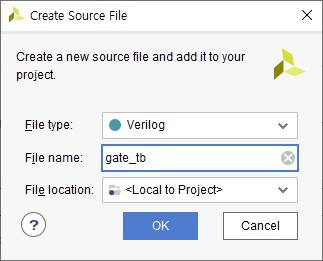 Create Source File
Create a new source file and add it to your
project.
File type: Verilog
File name: gate_tb
File location: <Local to Project>
? OK Cancel